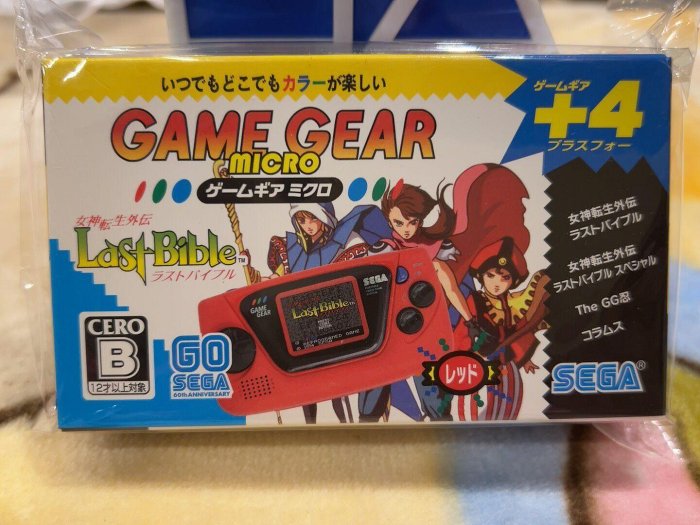 いつでもどこでもカラーが楽しい
GAME GEAR
MICRO
ゲームギア ミクロ
ゲームギア
+4
プラスフォー
女神転生外伝
Last Bible™
ラストバイブル
女神転生外伝
ラストバイブル
女神転生外伝
ラストバイブル スペシャル
The GG忍
コラムス
GAME
GEAR
SEGA
Last Bible
CERO
B
12才以上対象
GO
SEGA
60th ANNIVERSARY
レッド
SEGA®